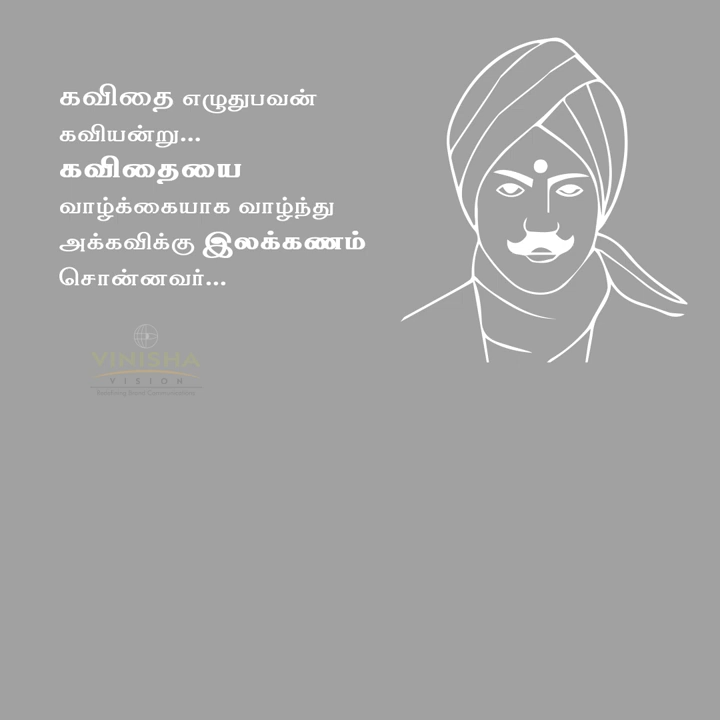 கவிதை எழுதுபவன்
கவியன்று...
கவிதையை
வாழ்க்கையாக வாழ்ந்து
அக்கவிக்கு இலக்கணம்
சொன்னவர்...
VINISHA
VISION